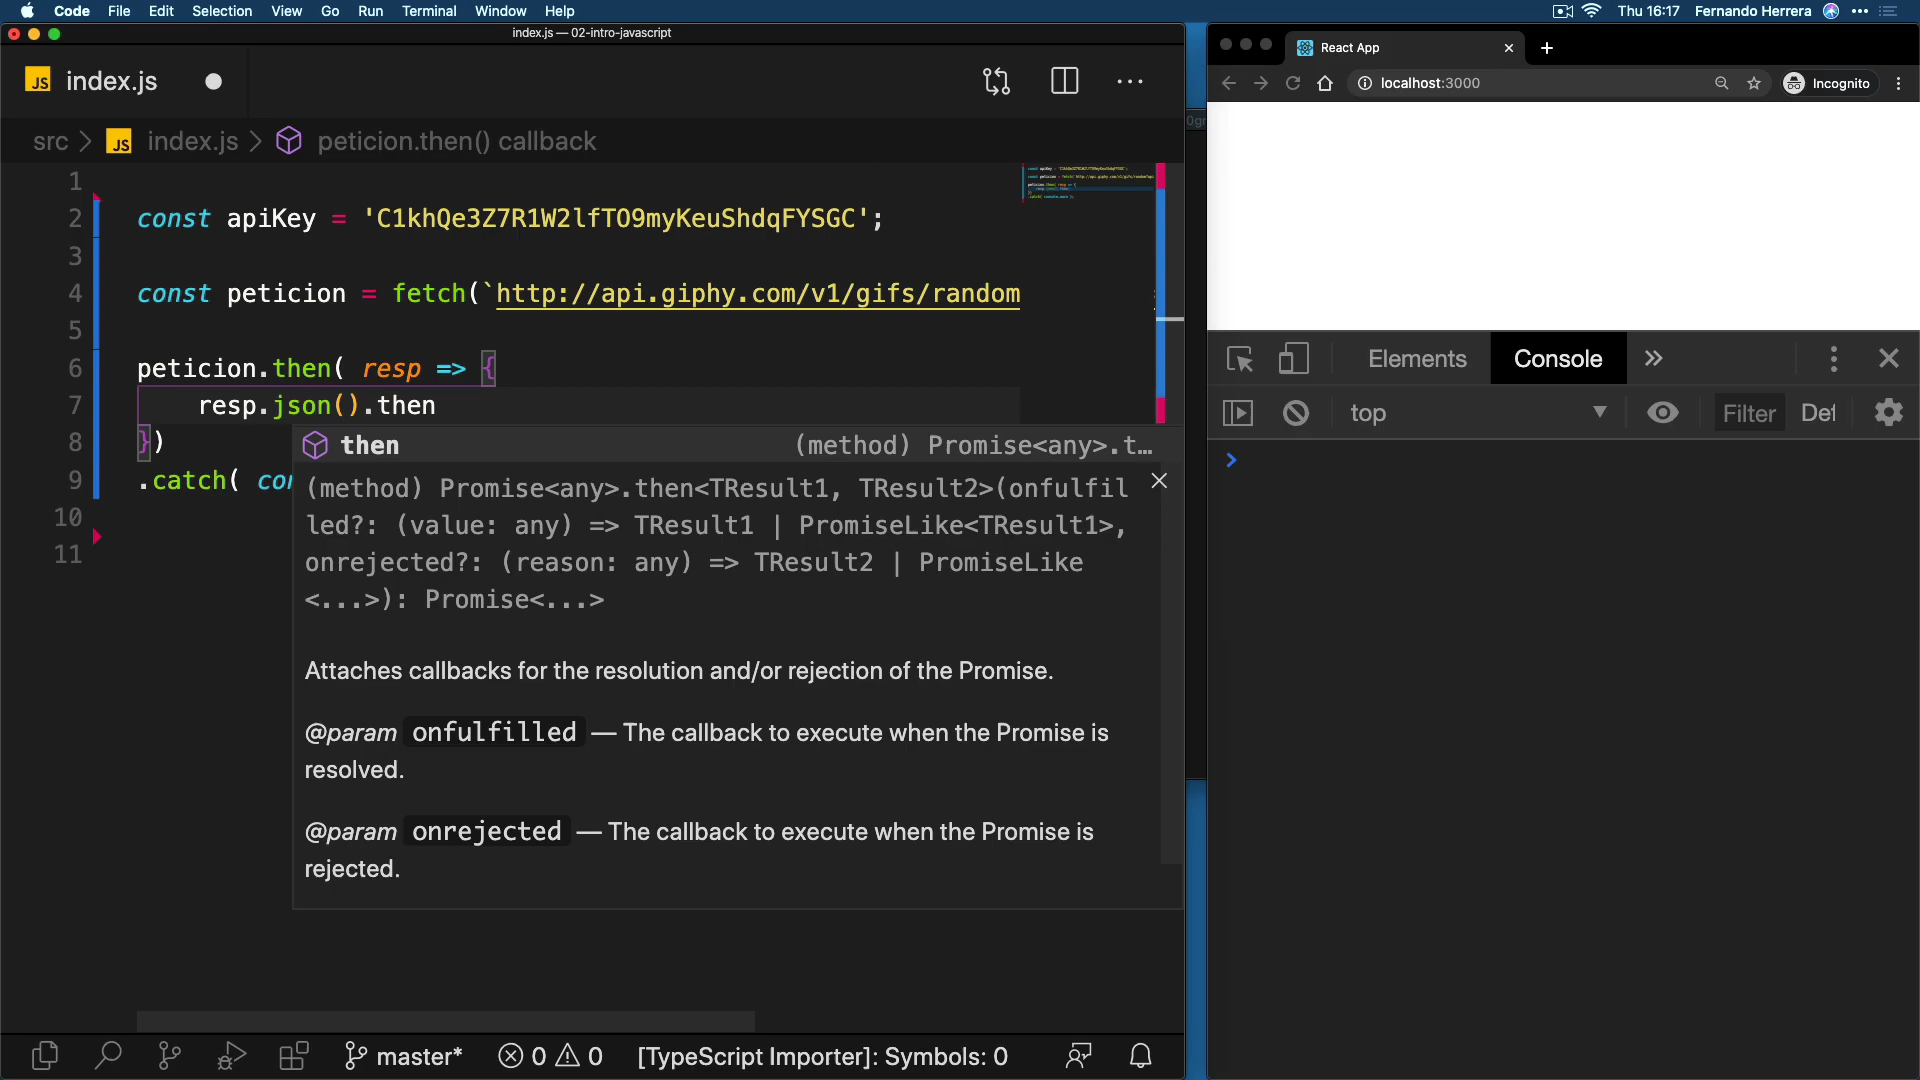 Code File Edit Selection View Go Run Terminal Window Help Thu 16:17 Fernando Herrera
index.js — 02-intro-javascript
JS index.js
src > JS index.js > peticion.then() callback
1
2 const apiKey = 'C1khQe3Z7R1W2lfTO9myKeuShdqFYSGC';
3
4 const peticion = fetch(`http://api.giphy.com/v1/gifs/random
5
6 peticion.then( resp => {
7 resp.json().then
8 })
9 .catch( con
10
11
then (method) Promise<any>.t…
(method) Promise<any>.then<TResult1, TResult2>(onfulfil
led?: (value: any) => TResult1 | PromiseLike<TResult1>,
onrejected?: (reason: any) => TResult2 | PromiseLike
<...>): Promise<...>
Attaches callbacks for the resolution and/or rejection of the Promise.
@param onfulfilled — The callback to execute when the Promise is
resolved.
@param onrejected — The callback to execute when the Promise is
rejected.
master* 0 0 [TypeScript Importer]: Symbols: 0
React App
localhost:3000 Incognito
Elements Console
top Filter Def